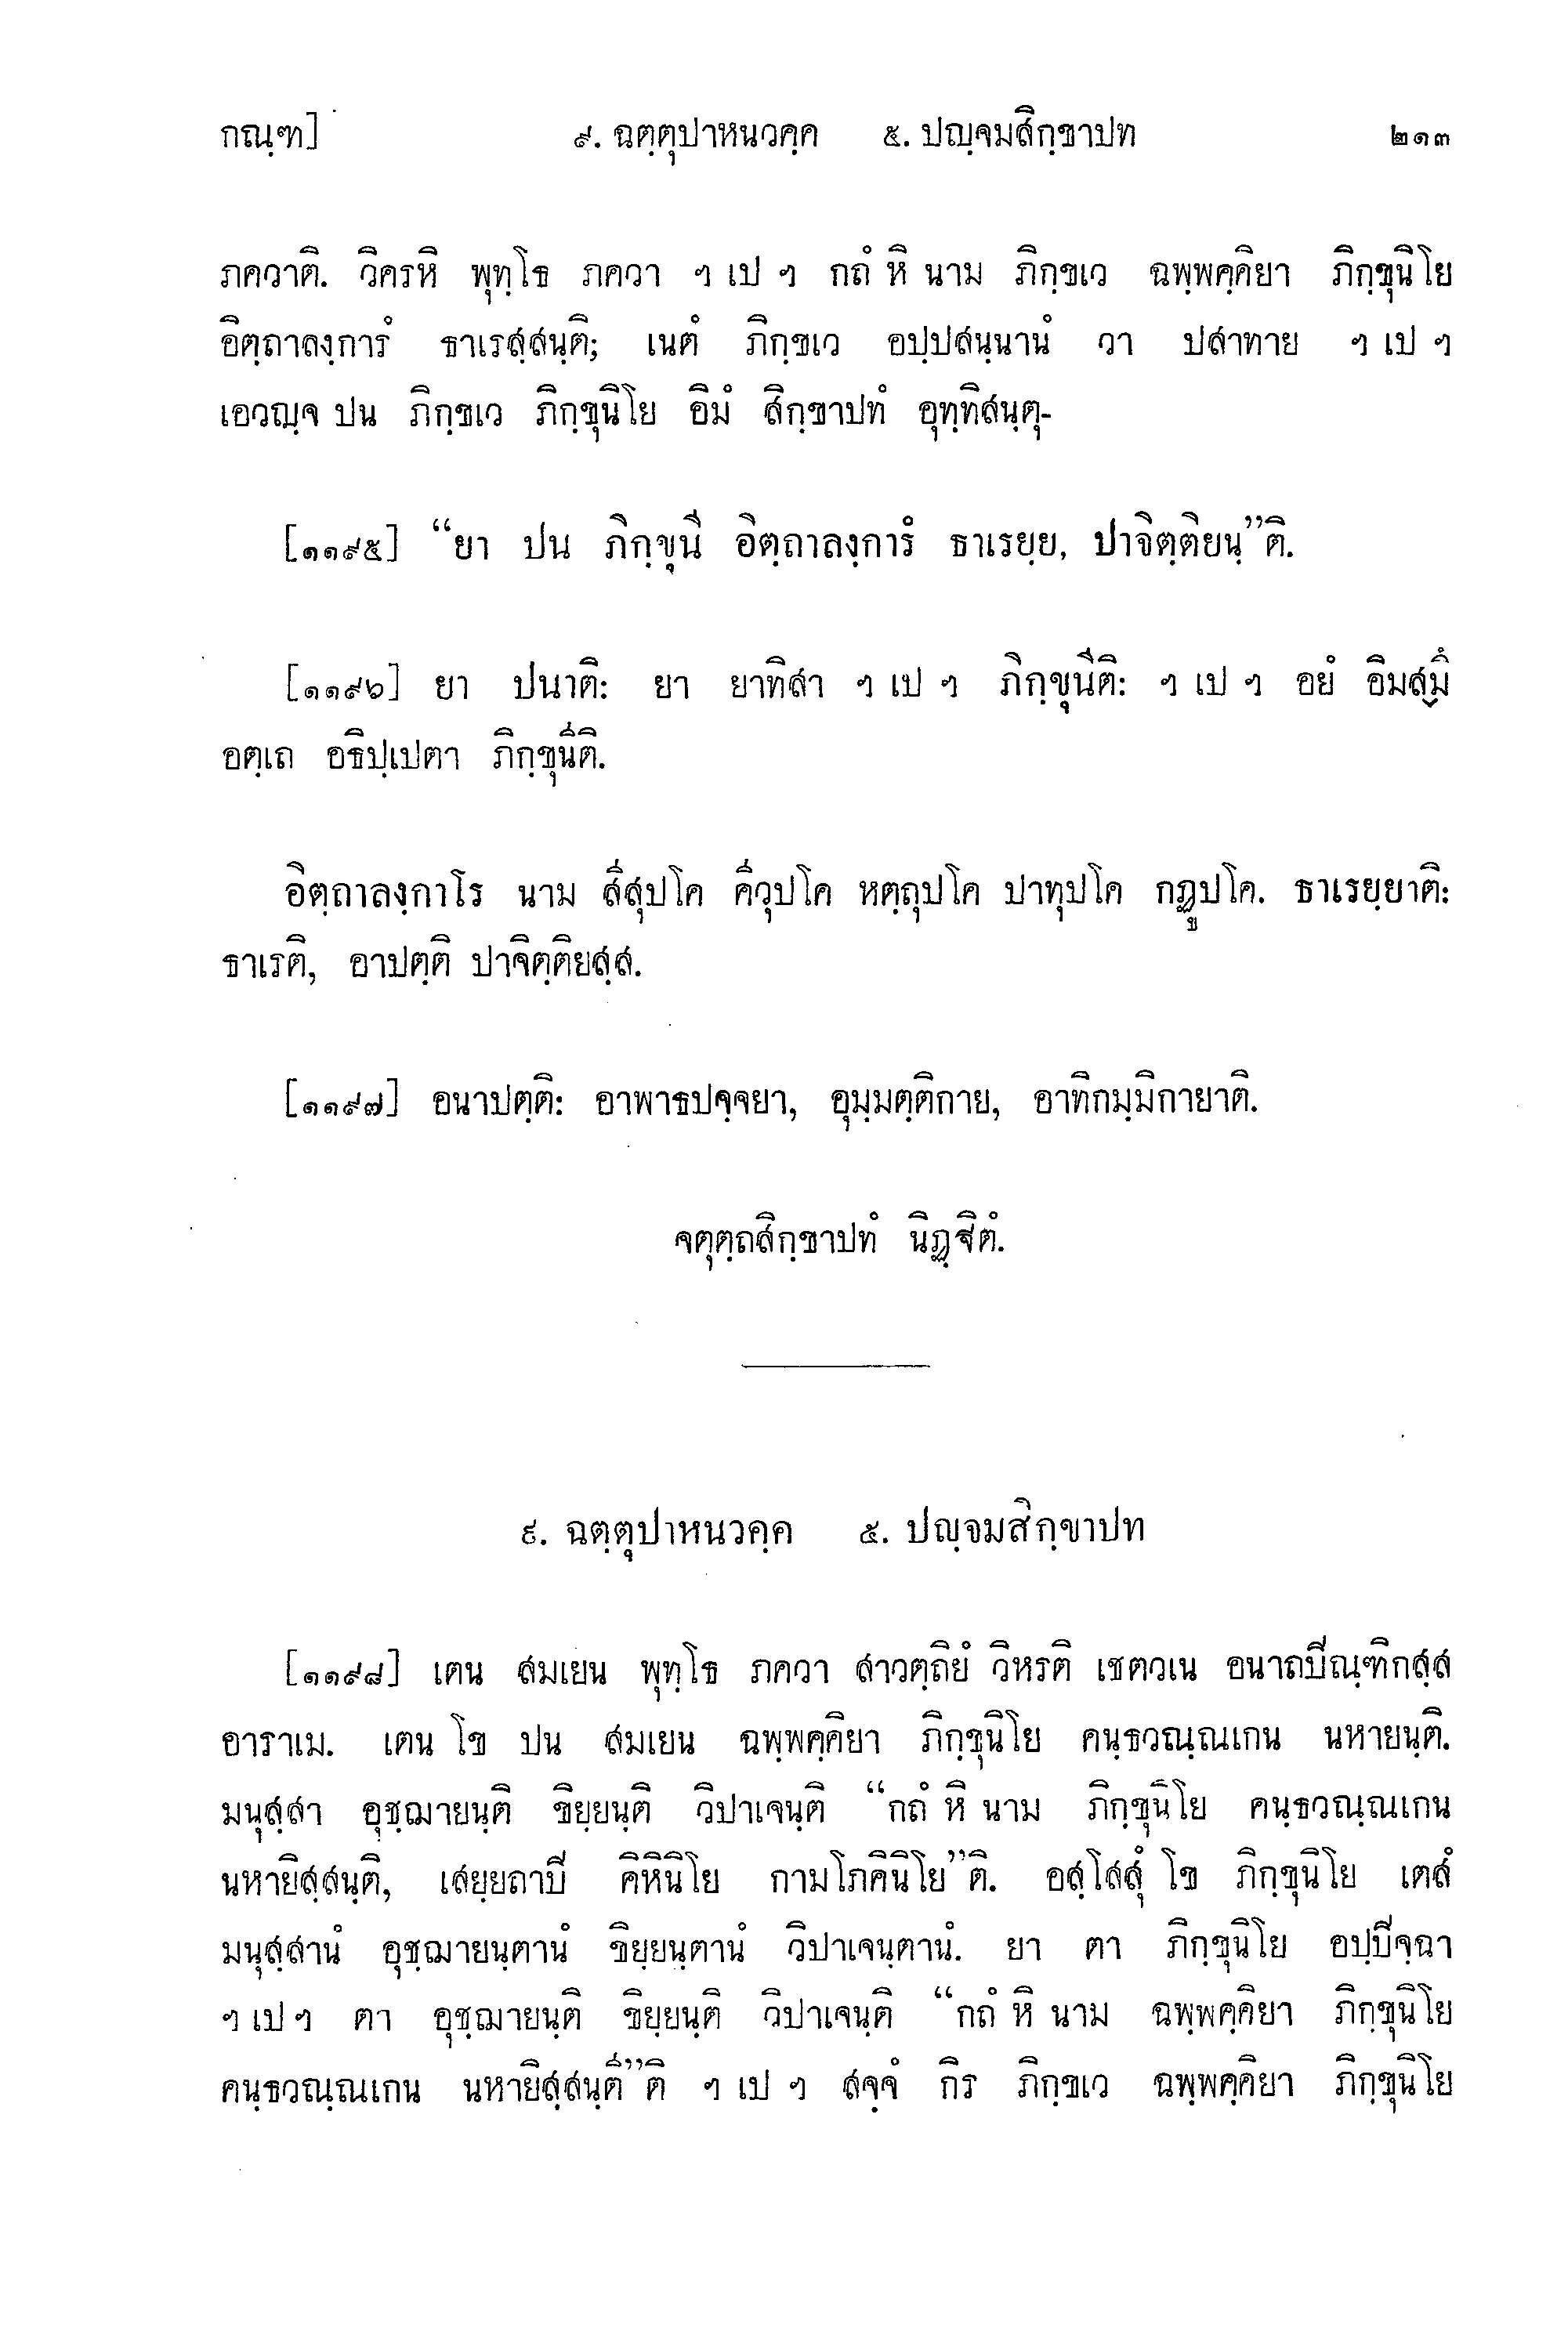 กณฺฑ] ๙. ฉตฺตุปาหนวคฺค ๕. ปญฺจมสิกฺขาปท ๒๑๓
ภควาติ. วิครหิ พุทฺโธ ภควา ฯ เป ฯ กถํ หิ นาม ภิกฺขเว ฉพฺพคฺคิยา ภิกฺขุนิโย
อิตฺถาลงฺการํ ธาเรสฺสนฺติ; เนตํ ภิกฺขเว อปฺปสนฺนานํ วา ปสาทาย ฯ เป ฯ
เอวญฺจ ปน ภิกฺขเว ภิกฺขุนิโย อิมํ สิกฺขาปทํ อุทฺทิสนฺตุ-
[๑๑๙๕] “ยา ปน ภิกฺขุนี อิตฺถาลงฺการํ ธาเรยฺย, ปาจิตฺติยนฺ”ติ.
[๑๑๙๖] ยา ปนาติ: ยา ยาทิสา ฯ เป ฯ ภิกฺขุนีติ: ฯ เป ฯ อยํ อิมสฺมึ
อตฺเถ อธิปฺเปตา ภิกฺขุนีติ.
อิตฺถาลงฺกาโร นาม สีสุปโค คีวุปโค หตฺถุปโค ปาทุปโค กฏูปโค. ธาเรยฺยาติ:
ธาเรติ, อาปตฺติ ปาจิตฺติยสฺส.
[๑๑๙๗] อนาปตฺติ: อาพาธปจฺจยา, อุมฺมตฺติกาย, อาทิกมฺมิกายาติ.
จตุตฺถสิกฺขาปทํ นิฏฺฐิตํ.
๙. ฉตฺตุปาหนวคฺค ๕. ปญฺจมสิกฺขาปท
[๑๑๙๘] เตน สมเยน พุทฺโธ ภควา สาวตฺถิยํ วิหรติ เชตวเน อนาถปิณฺฑิกสฺส
อาราเม. เตน โข ปน สมเยน ฉพฺพคฺคิยา ภิกฺขุนิโย คนฺธวณฺณเกน นหายนฺติ.
มนุสฺสา อุชฺฌายนฺติ ขิยฺยนฺติ วิปาเจนฺติ “กถํ หิ นาม ภิกฺขุนิโย คนฺธวณฺณเกน
นหายิสฺสนฺติ, เสยฺยถาปิ คิหินิโย กามโภคินิโย”ติ. อสฺโสสุํ โข ภิกฺขุนิโย เตสํ
มนุสฺสานํ อุชฺฌายนฺตานํ ขิยฺยนฺตานํ วิปาเจนฺตานํ. ยา ตา ภิกฺขุนิโย อปฺปิจฺฉา
ฯ เป ฯ ตา อุชฺฌายนฺติ ขิยฺยนฺติ วิปาเจนฺติ “กถํ หิ นาม ฉพฺพคฺคิยา ภิกฺขุนิโย
คนฺธวณฺณเกน นหายิสฺสนฺตี”ติ ฯ เป ฯ สจฺจํ กิร ภิกฺขเว ฉพฺพคฺคิยา ภิกฺขุนิโย